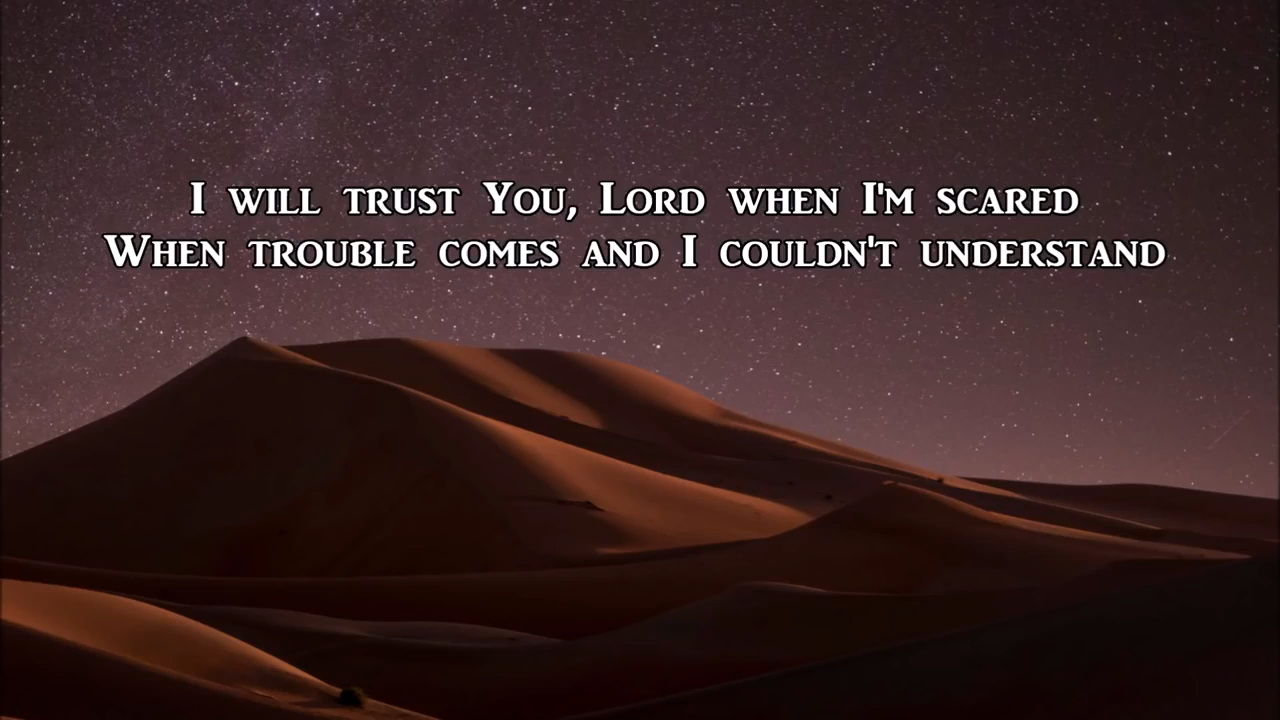 I will trust You, Lord when I'm scared
When trouble comes and I couldn't understand